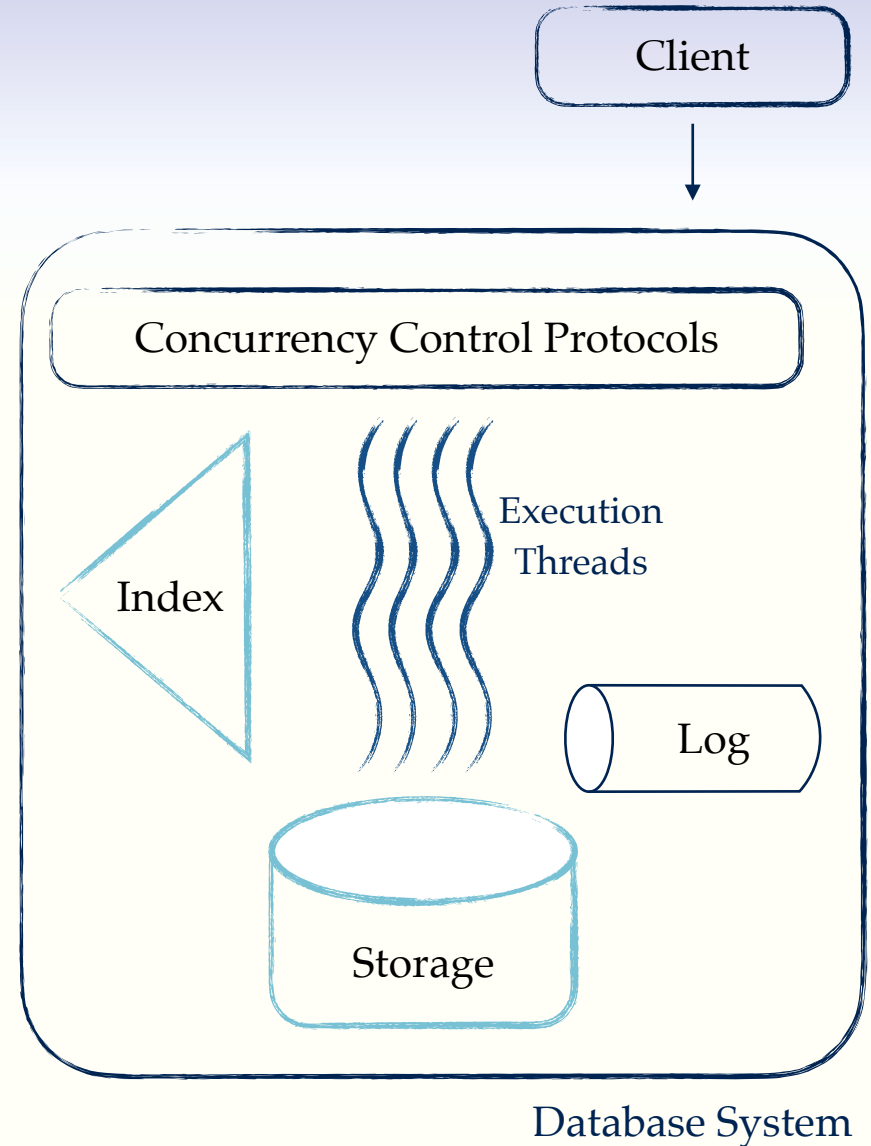 Client
Concurrency Control Protocols
Execution
Threads
Index
Log
Storage
Database System